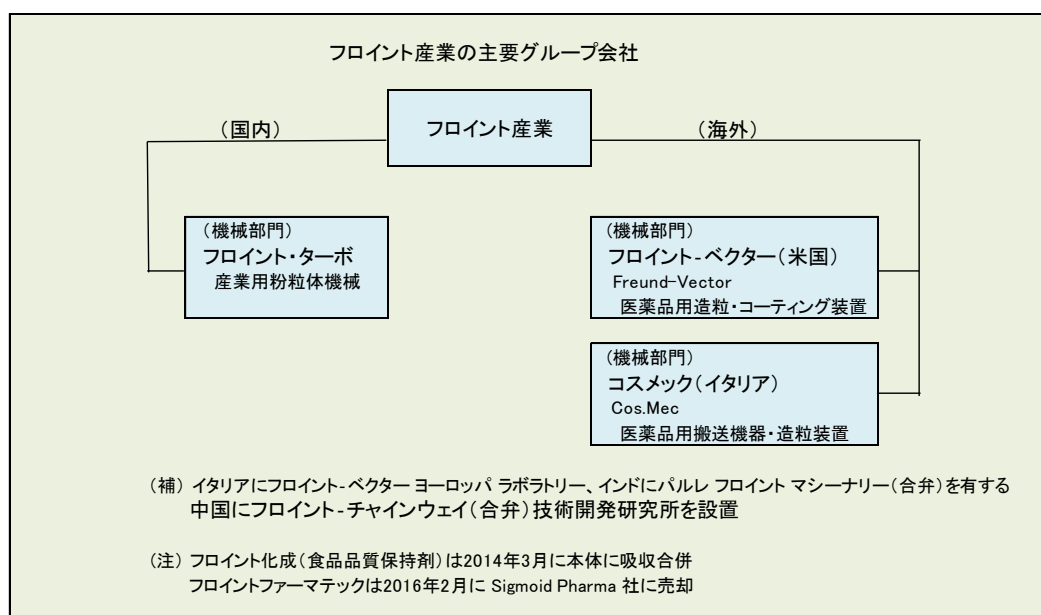 フロイント産業の主要グループ会社
フロイント産業
（国内）
（海外）
（機械部門）
フロイント・ターボ
産業用粉粒体機械
（機械部門）
フロイント-ベクター（米国）
Freund-Vector
医薬品用造粒・コーティング装置
（機械部門）
コスメック（イタリア）
Cos.Mec
医薬品用搬送機器・造粒装置
（補） イタリアにフロイント-ベクター ヨーロッパ ラボラトリー、インドにパルレ フロイント マシーナリー（合弁）を有する
中国にフロイント-チャインウェイ（合弁）技術開発研究所を設置
（注） フロイント化成（食品品質保持剤）は2014年3月に本体に吸収合併
フロイントファーマテックは2016年2月に Sigmoid Pharma 社に売却